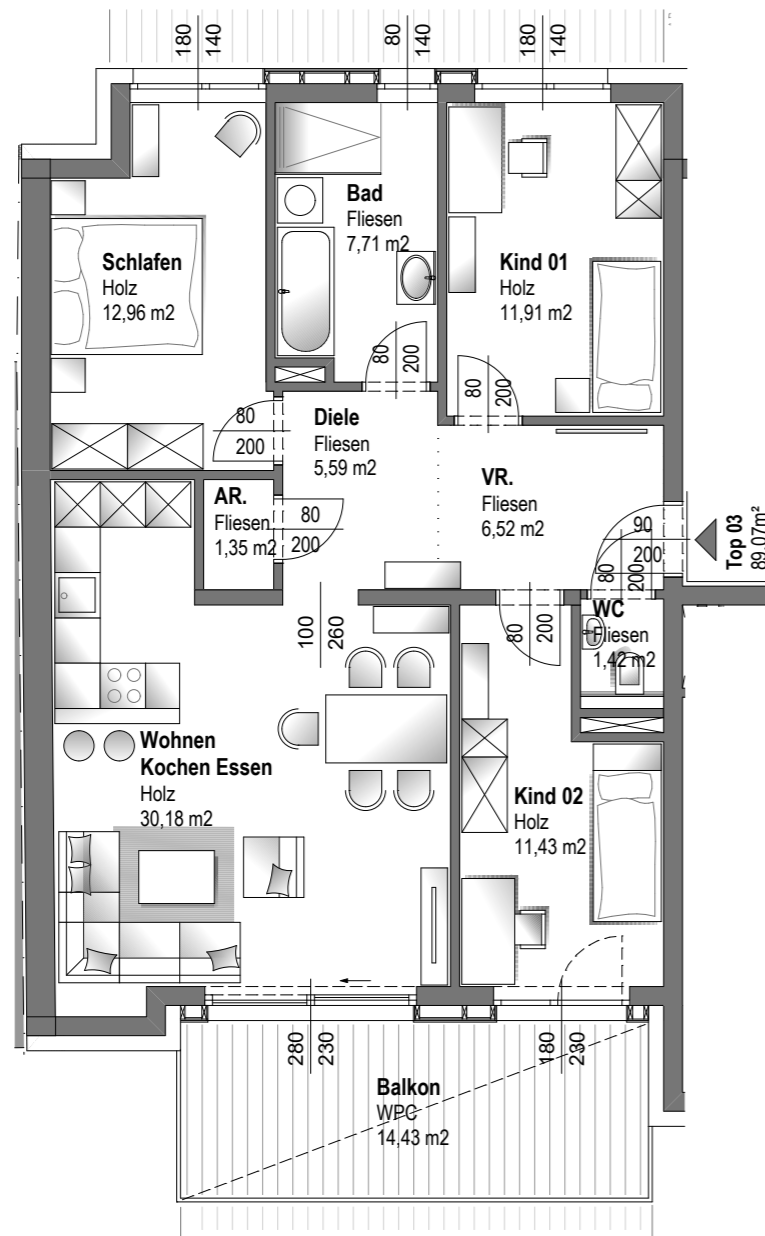 180
140
80
140
180
140
Bad
Fliesen
7,71 m2
Schlafen
Holz
12,96 m2
Kind 01
Holz
11,91 m2
80
200
80
200
80
200
Diele
Fliesen
5,59 m2
VR.
Fliesen
6,52 m2
AR.
Fliesen
1,35 m2
80
200
90
200
80
200
Top 03
89,07m²
WC
Fliesen
1,42 m2
100
260
80
200
Wohnen
Kochen Essen
Holz
30,18 m2
Kind 02
Holz
11,43 m2
280
230
180
230
Balkon
WPC
14,43 m2